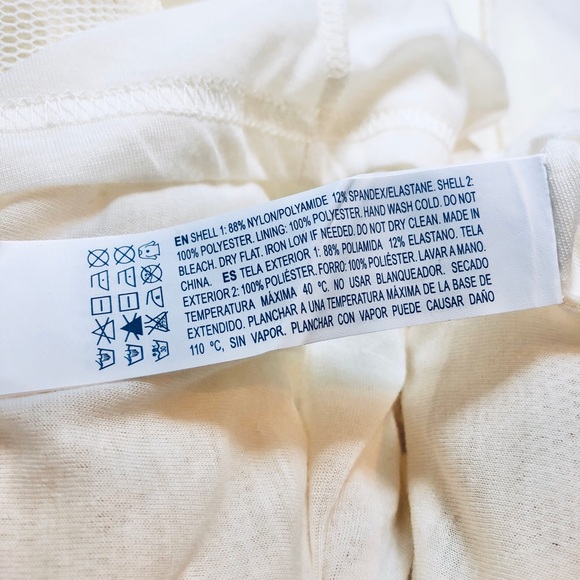 EN SHELL 1: 88% NYLON/POLYAMIDE 12% SPANDEX/ELASTANE. SHELL 2:
100% POLYESTER. LINING: 100% POLYESTER. HAND WASH COLD. DO NOT
BLEACH. DRY FLAT. IRON LOW IF NEEDED. DO NOT DRY CLEAN. MADE IN
CHINA. ES TELA EXTERIOR 1: 88% POLIAMIDA 12% ELASTANO. TELA
EXTERIOR 2: 100% POLIÉSTER. FORRO: 100% POLIÉSTER. LAVAR A MANO.
TEMPERATURA MÁXIMA 40 ºC. NO USAR BLANQUEADOR. SECADO
EXTENDIDO. PLANCHAR A UNA TEMPERATURA MÁXIMA DE LA BASE DE
110 ºC, SIN VAPOR. PLANCHAR CON VAPOR PUEDE CAUSAR DAÑO